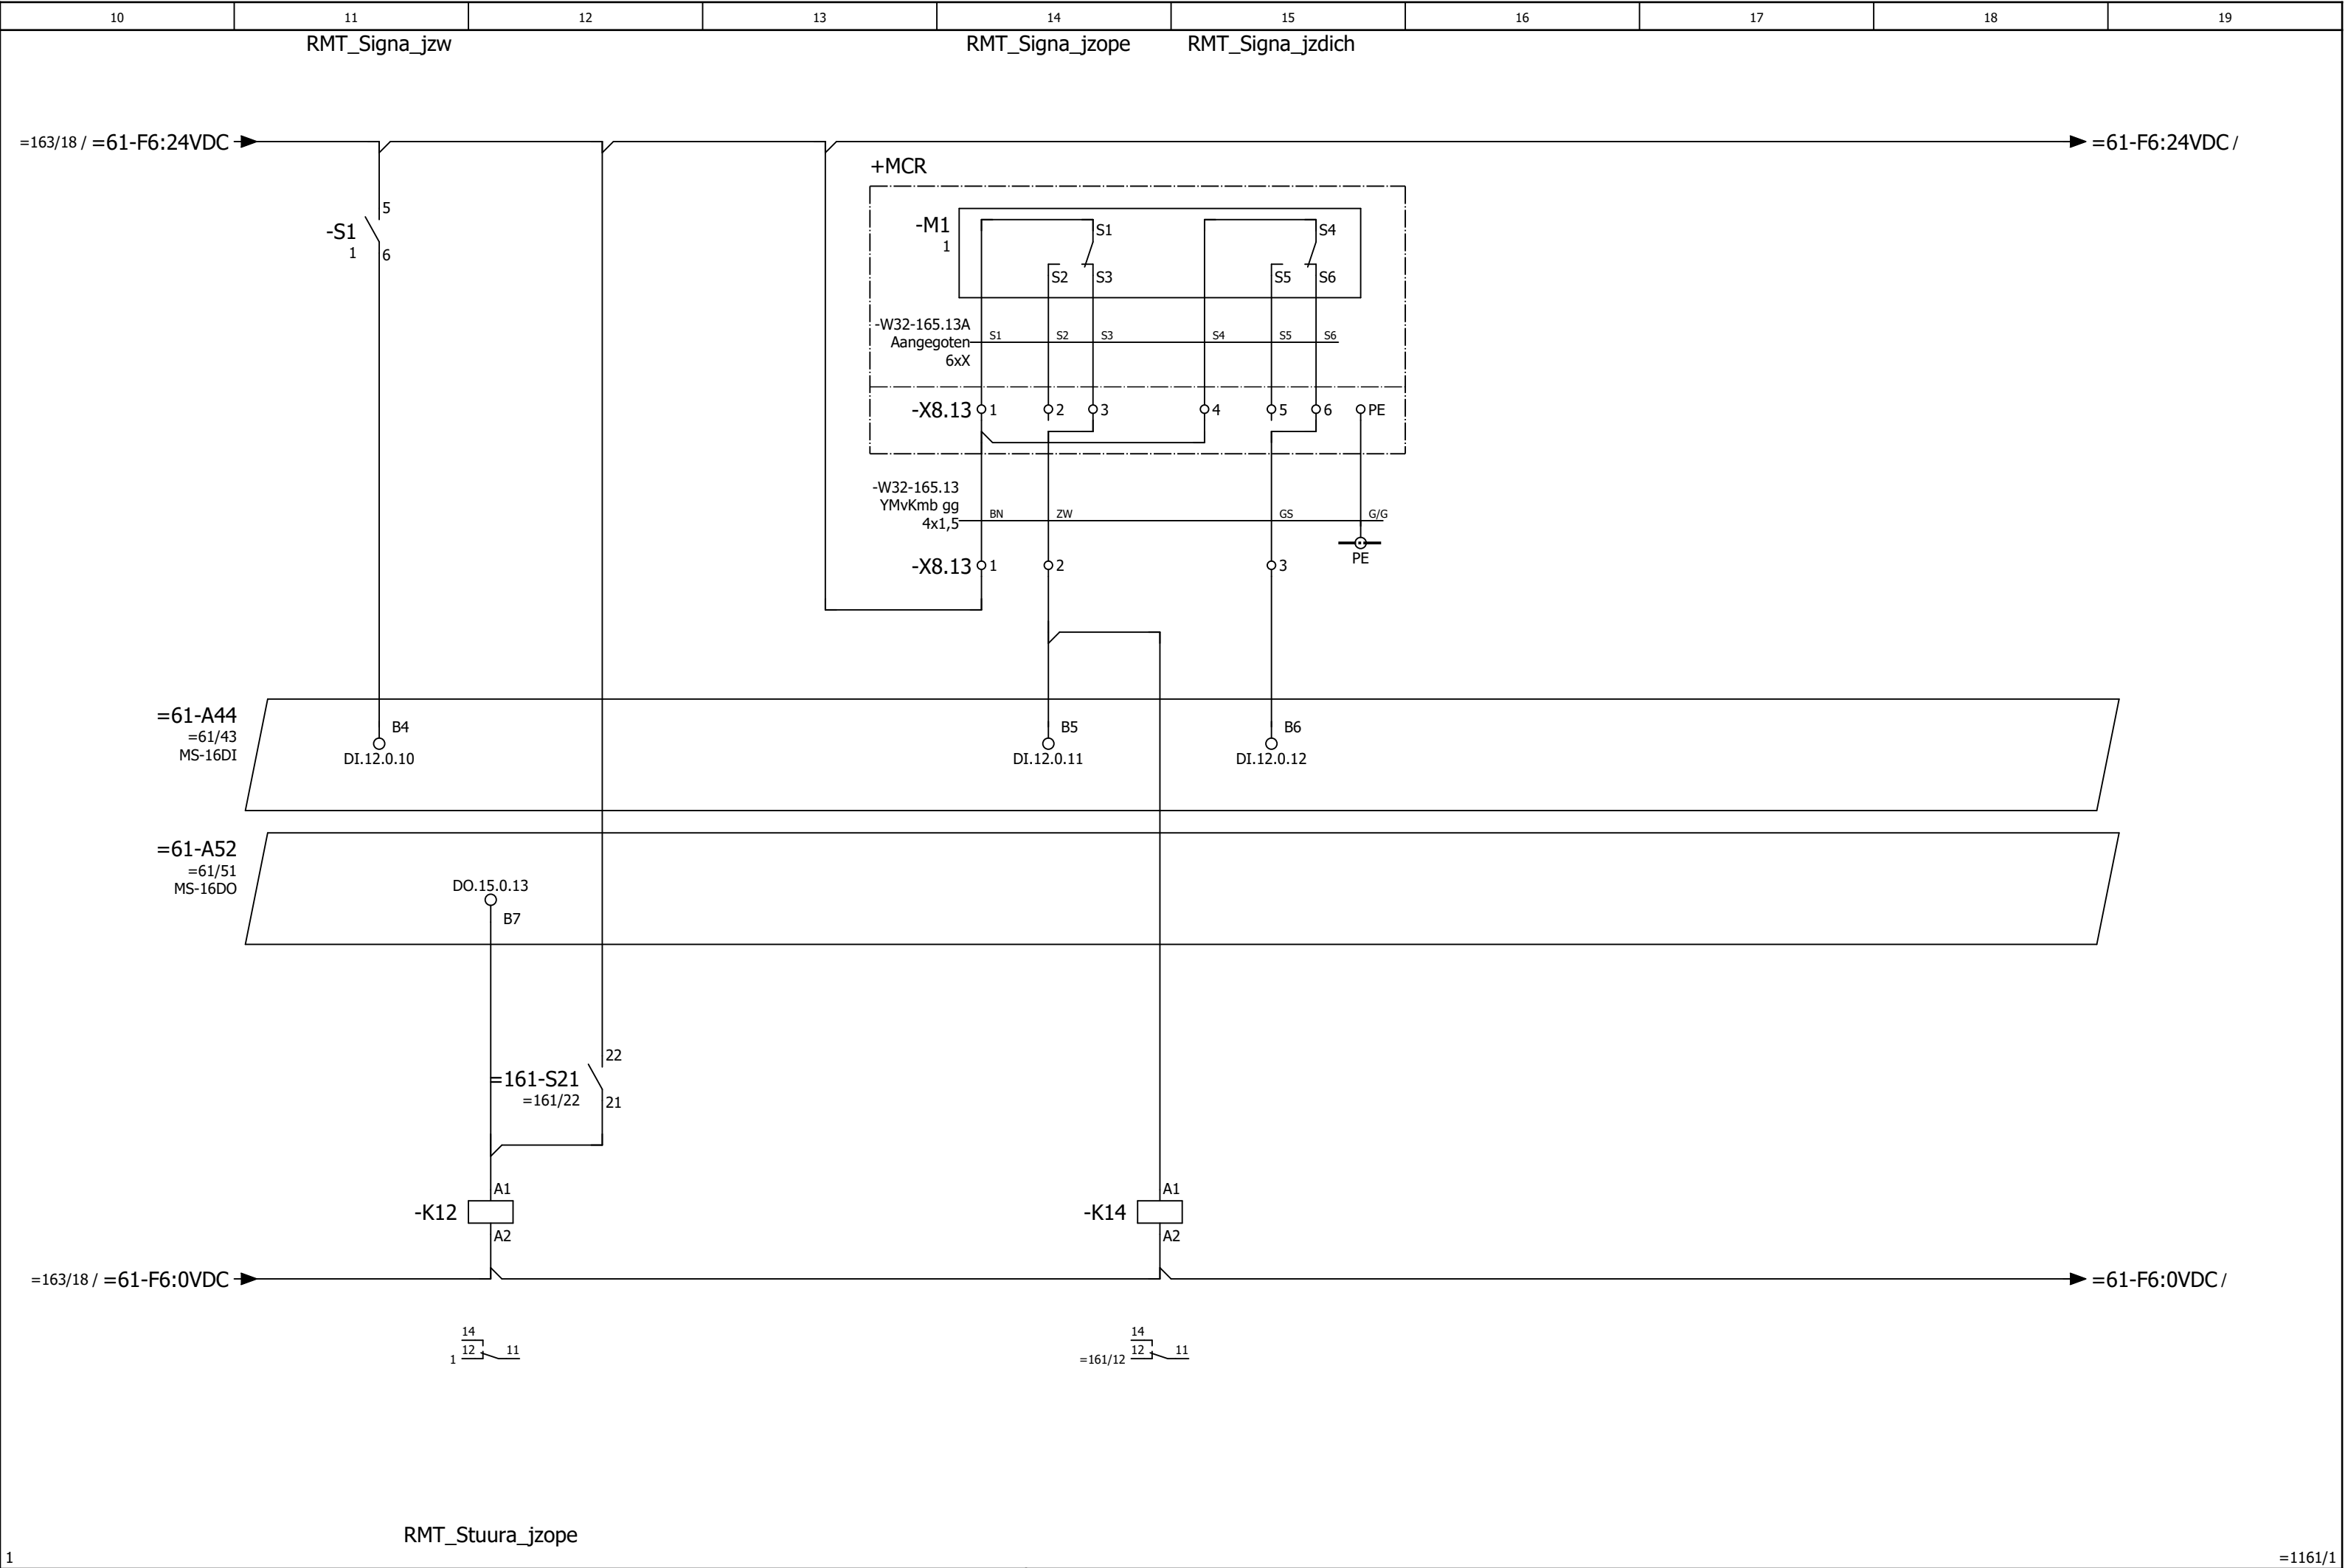 10 11 12 13 14 15 16 17 18 19
RMT_Signa_jzw RMT_Signa_jzope RMT_Signa_jzdich
=163/18 / =61-F6:24VDC =61-F6:24VDC /
+MCR
5
-S1
1 6
-M1 S1 S4
1
S2 S3 S5 S6
-W32-165.13A
S1 S2 S3 S4 S5 S6
Aangegoten
6xX
-X8.13 1 2 3 4 5 6 PE
-W32-165.13
YMvKmb gg
4x1,5 BN ZW GS G/G
PE
-X8.13 1 2 3
=61-A44
=61/43
MS-16DI
B4 B5 B6
DI.12.0.10 DI.12.0.11 DI.12.0.12
=61-A52
=61/51
MS-16DO
DO.15.0.13
B7
22
=161-S21
=161/22 21
A1 A1
-K12 -K14
A2 A2
=163/18 / =61-F6:0VDC =61-F6:0VDC /
14 14
1 12 11 =161/12 12 11
RMT_Stuura_jzope
1 =1161/1